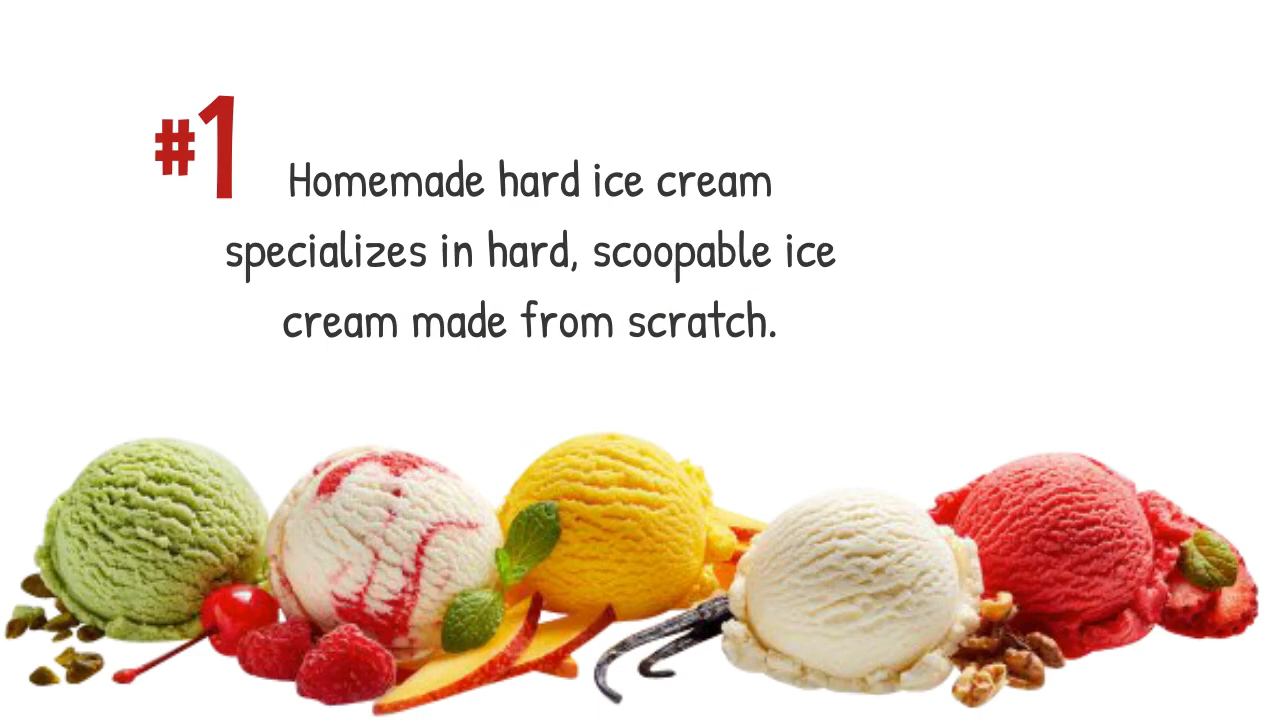 #1
Homemade hard ice cream
specializes in hard, scoopable ice
cream made from scratch.